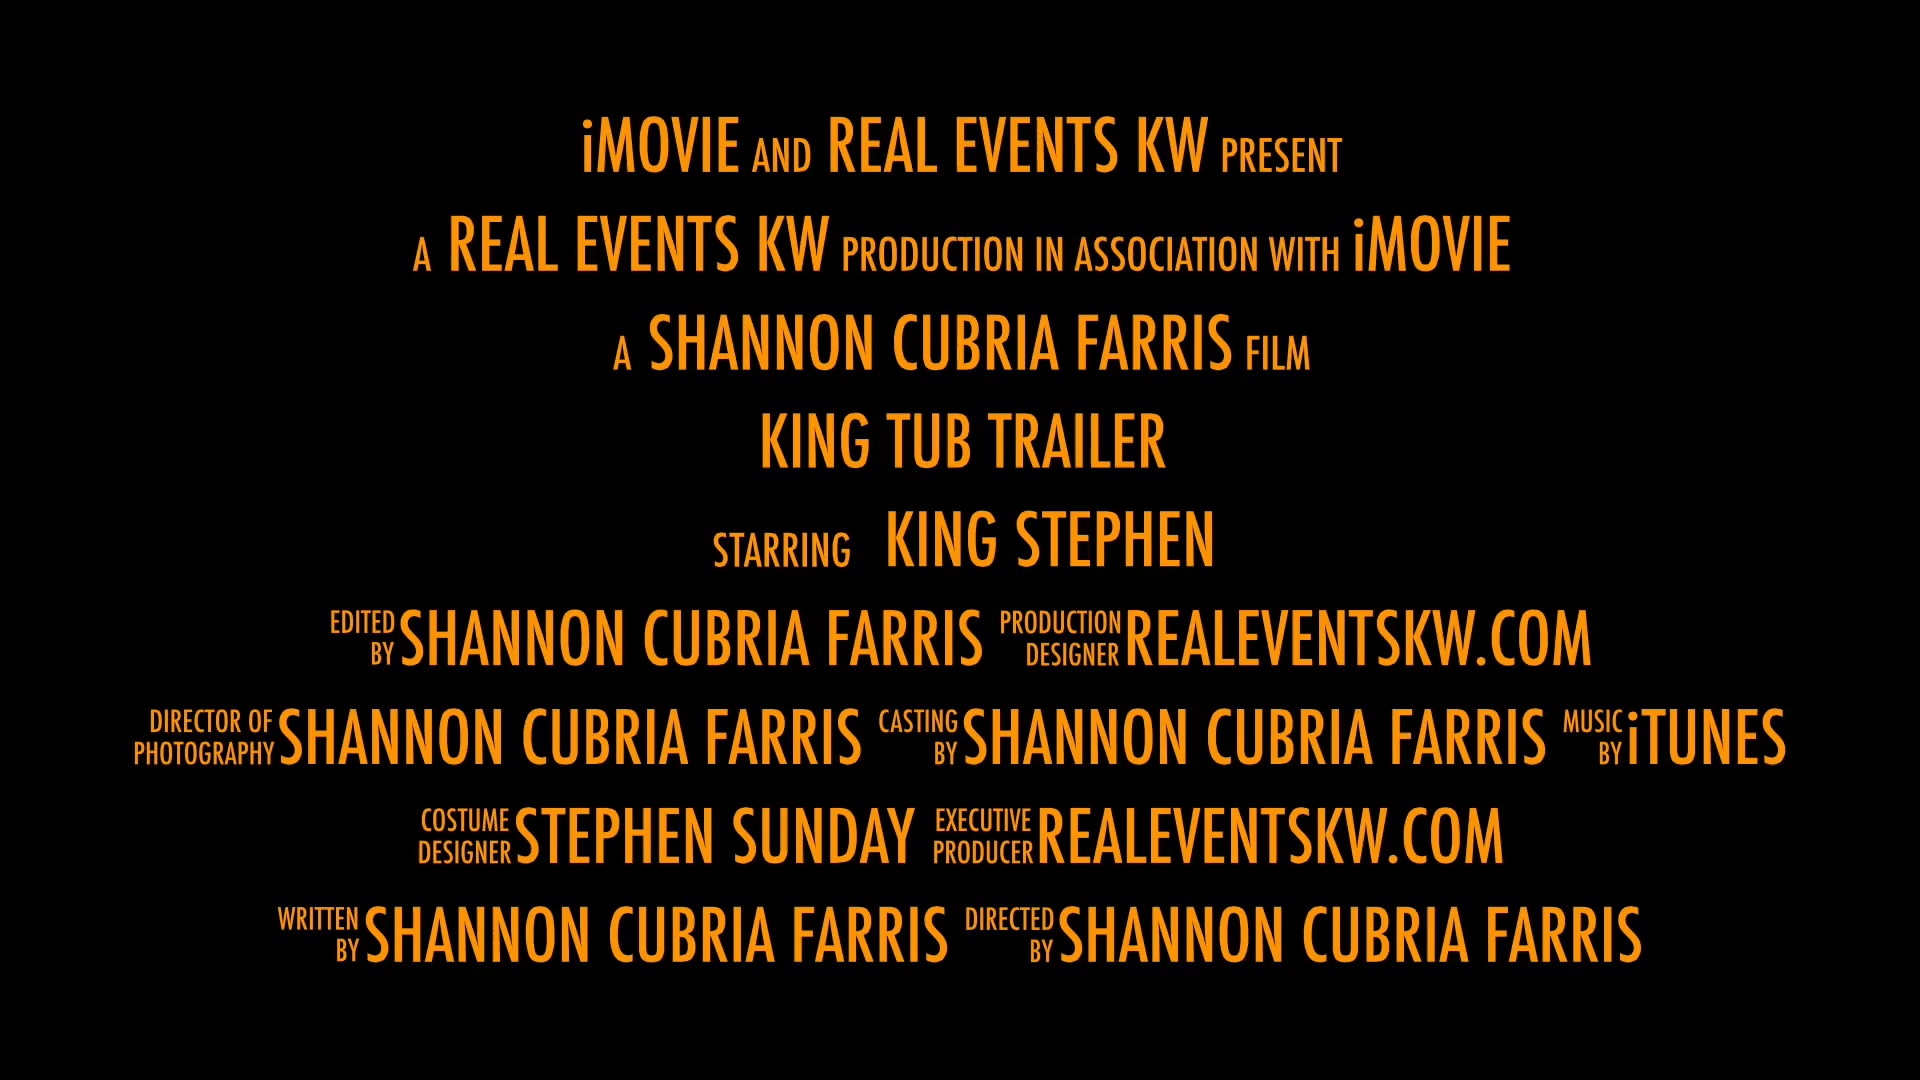 iMOVIE AND REAL EVENTS KW PRESENT
A REAL EVENTS KW PRODUCTION IN ASSOCIATION WITH iMOVIE
A SHANNON CUBRIA FARRIS FILM
KING TUB TRAILER
STARRING KING STEPHEN
EDITED BY SHANNON CUBRIA FARRIS PRODUCTION DESIGNER REALEVENTSKW.COM
DIRECTOR OF PHOTOGRAPHY SHANNON CUBRIA FARRIS CASTING BY SHANNON CUBRIA FARRIS MUSIC BY iTUNES
COSTUME DESIGNER STEPHEN SUNDAY EXECUTIVE PRODUCER REALEVENTSKW.COM
WRITTEN BY SHANNON CUBRIA FARRIS DIRECTED BY SHANNON CUBRIA FARRIS